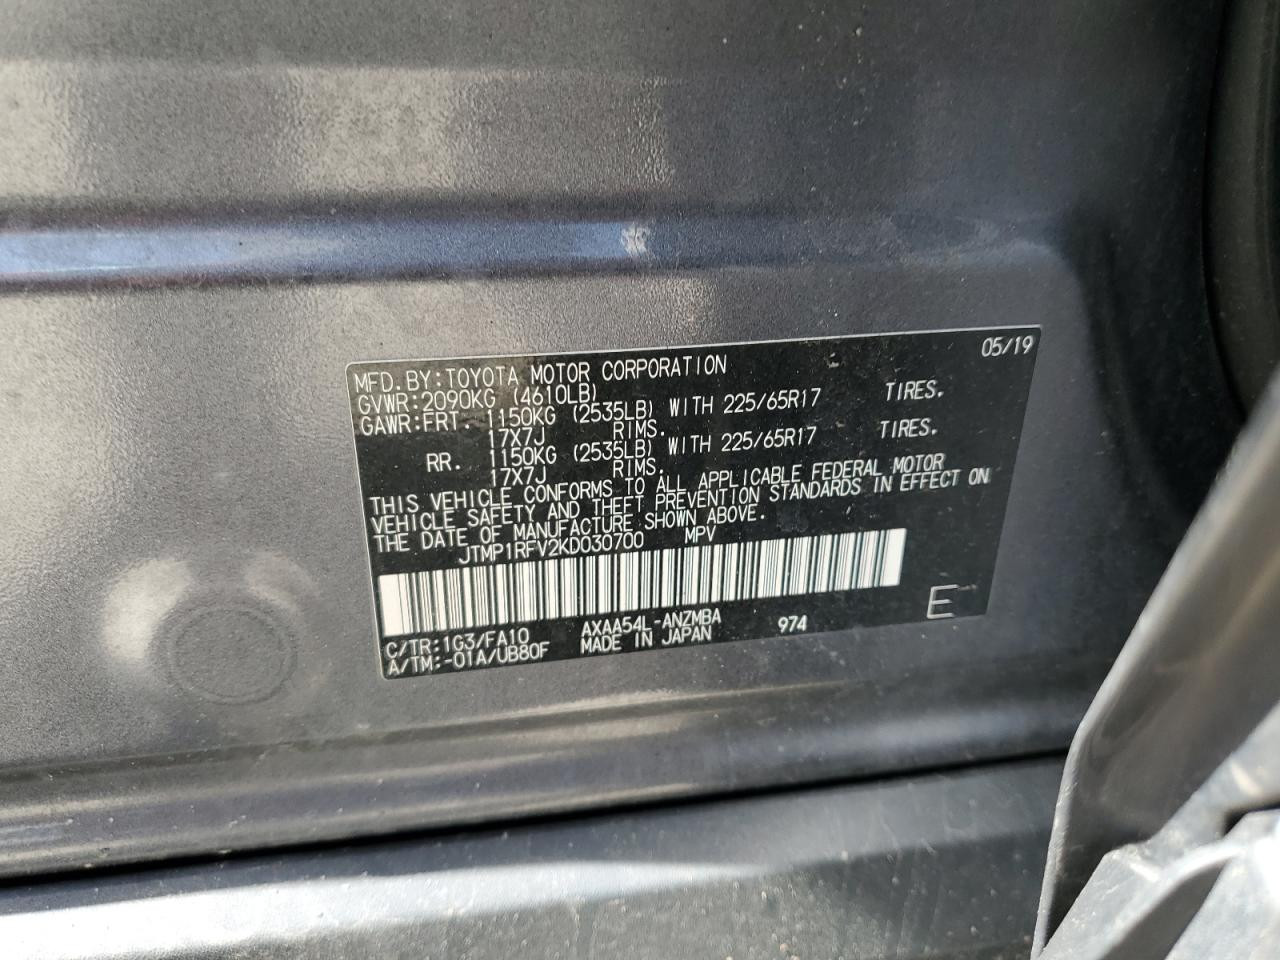 05/19
MFD.BY:TOYOTA MOTOR CORPORATION
GVWR:2090KG (4610LB)
GAWR:FRT. 1150KG (2535LB) WITH 225/65R17 TIRES.
17X7J RIMS.
RR. 1150KG (2535LB) WITH 225/65R17 TIRES.
17X7J RIMS.
THIS VEHICLE CONFORMS TO ALL APPLICABLE FEDERAL MOTOR
VEHICLE SAFETY AND THEFT PREVENTION STANDARDS IN EFFECT ON
THE DATE OF MANUFACTURE SHOWN ABOVE.
JTMP1RFV2KD030700 MPV
C/TR:1G3/FA10 AXAA54L-ANZMBA 974
A/TM:-01A/UB80F MADE IN JAPAN
E